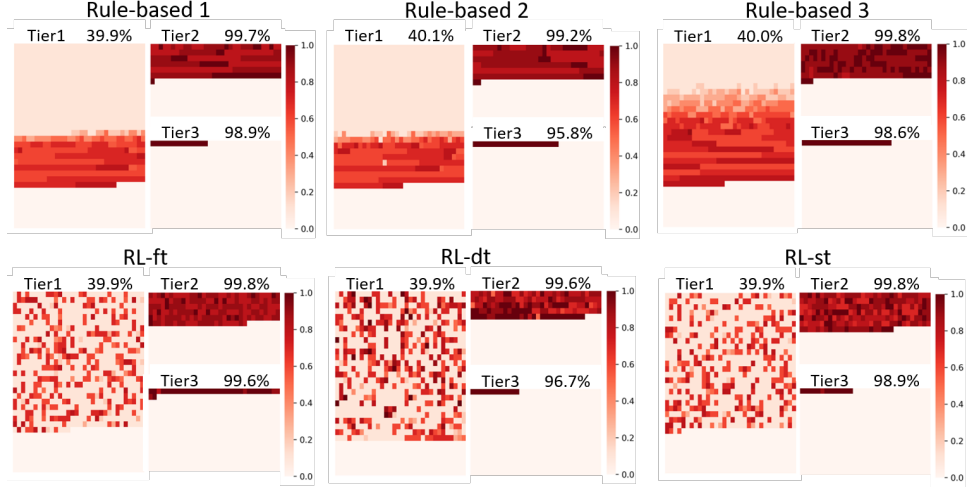 Rule-based 1
Tier1 39.9%
Tier2 99.7%
Tier3 98.9%
1.0
0.8
0.6
0.4
0.2
0.0
Rule-based 2
Tier1 40.1%
Tier2 99.2%
Tier3 95.8%
1.0
0.8
0.6
0.4
0.2
0.0
Rule-based 3
Tier1 40.0%
Tier2 99.8%
Tier3 98.6%
1.0
0.8
0.6
0.4
0.2
0.0
RL-ft
Tier1 39.9%
Tier2 99.8%
Tier3 99.6%
1.0
0.8
0.6
0.4
0.2
0.0
RL-dt
Tier1 39.9%
Tier2 99.6%
Tier3 96.7%
1.0
0.8
0.6
0.4
0.2
0.0
RL-st
Tier1 39.9%
Tier2 99.8%
Tier3 98.9%
1.0
0.8
0.6
0.4
0.2
0.0